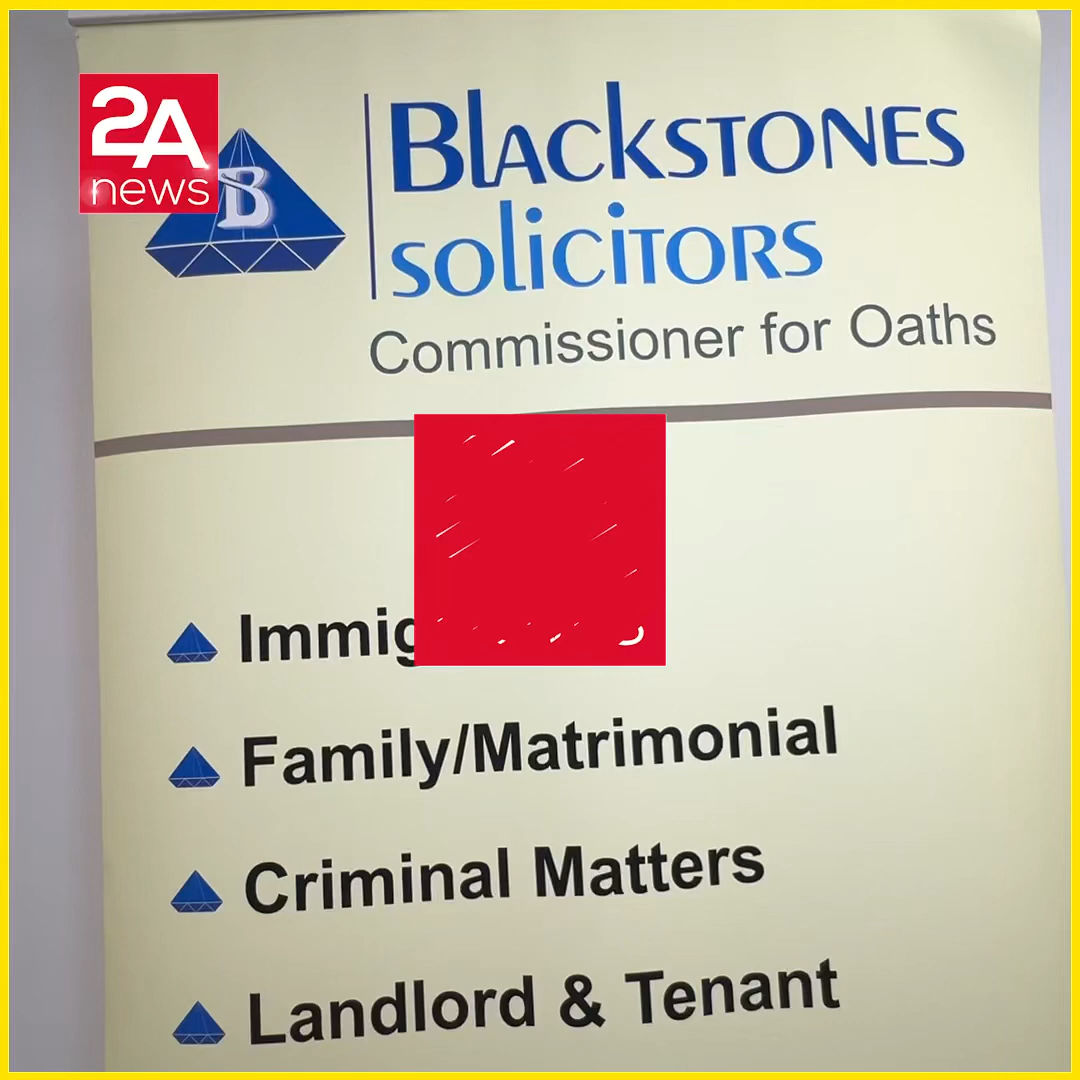 2A
news
B
Blackstones
solicitors
Commissioner for Oaths
Family/Matrimonial
Criminal Matters
Landlord & Tenant